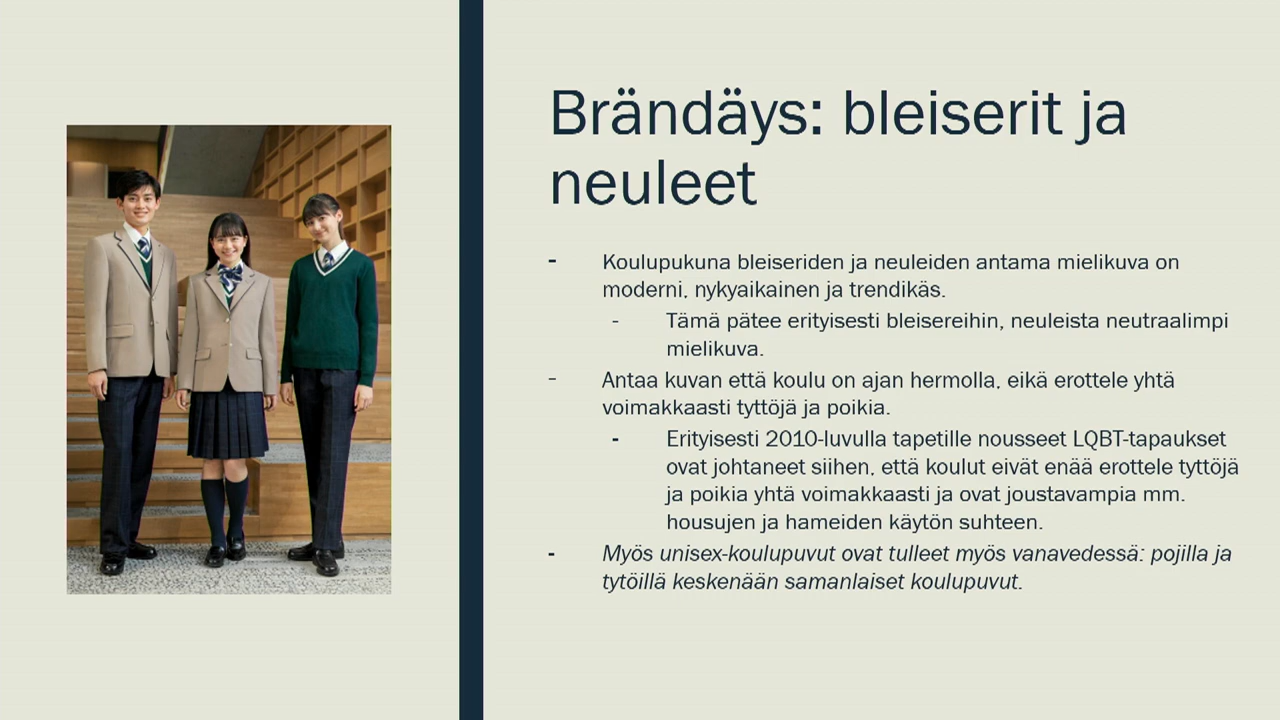 Brändäys: bleiserit ja
neuleet
- Koulupukuna bleiseriden ja neuleiden antama mielikuva on
moderni, nykyaikainen ja trendikäs.
- Tämä pätee erityisesti bleisereihin, neuleista neutraalimpi
mielikuva.
- Antaa kuvan että koulu on ajan hermolla, eikä erottele yhtä
voimakkaasti tyttöjä ja poikia.
- Erityisesti 2010-luvulla tapetille nousseet LQBT-tapaukset
ovat johtaneet siihen, että koulut eivät enää erottele tyttöjä
ja poikia yhtä voimakkaasti ja ovat joustavampia mm.
housujen ja hameiden käytön suhteen.
- Myös unisex-koulupuvut ovat tulleet myös vanavedessä: pojilla ja
tytöillä keskenään samanlaiset koulupuvut.